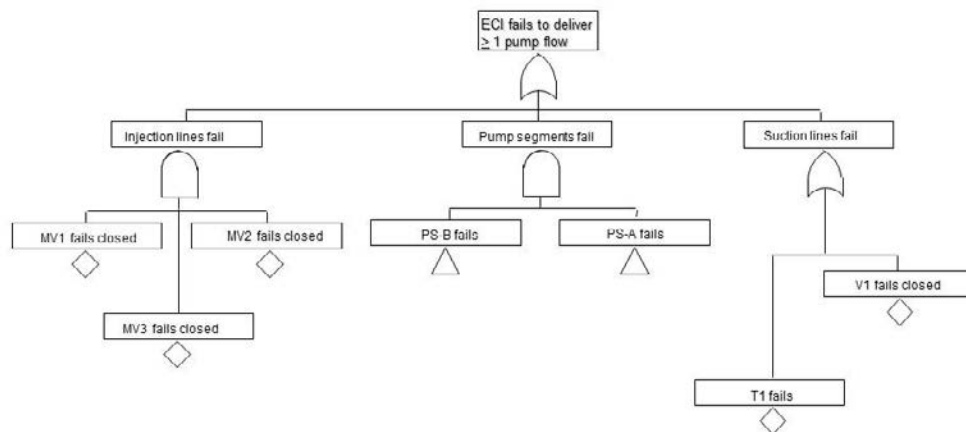 ECI fails to deliver
≥ 1 pump flow
Injection lines fail
Pump segments fail
Suction lines fail
MV1 fails closed
MV2 fails closed
PS-B fails
PS-A fails
V1 fails closed
MV3 fails closed
T1 fails